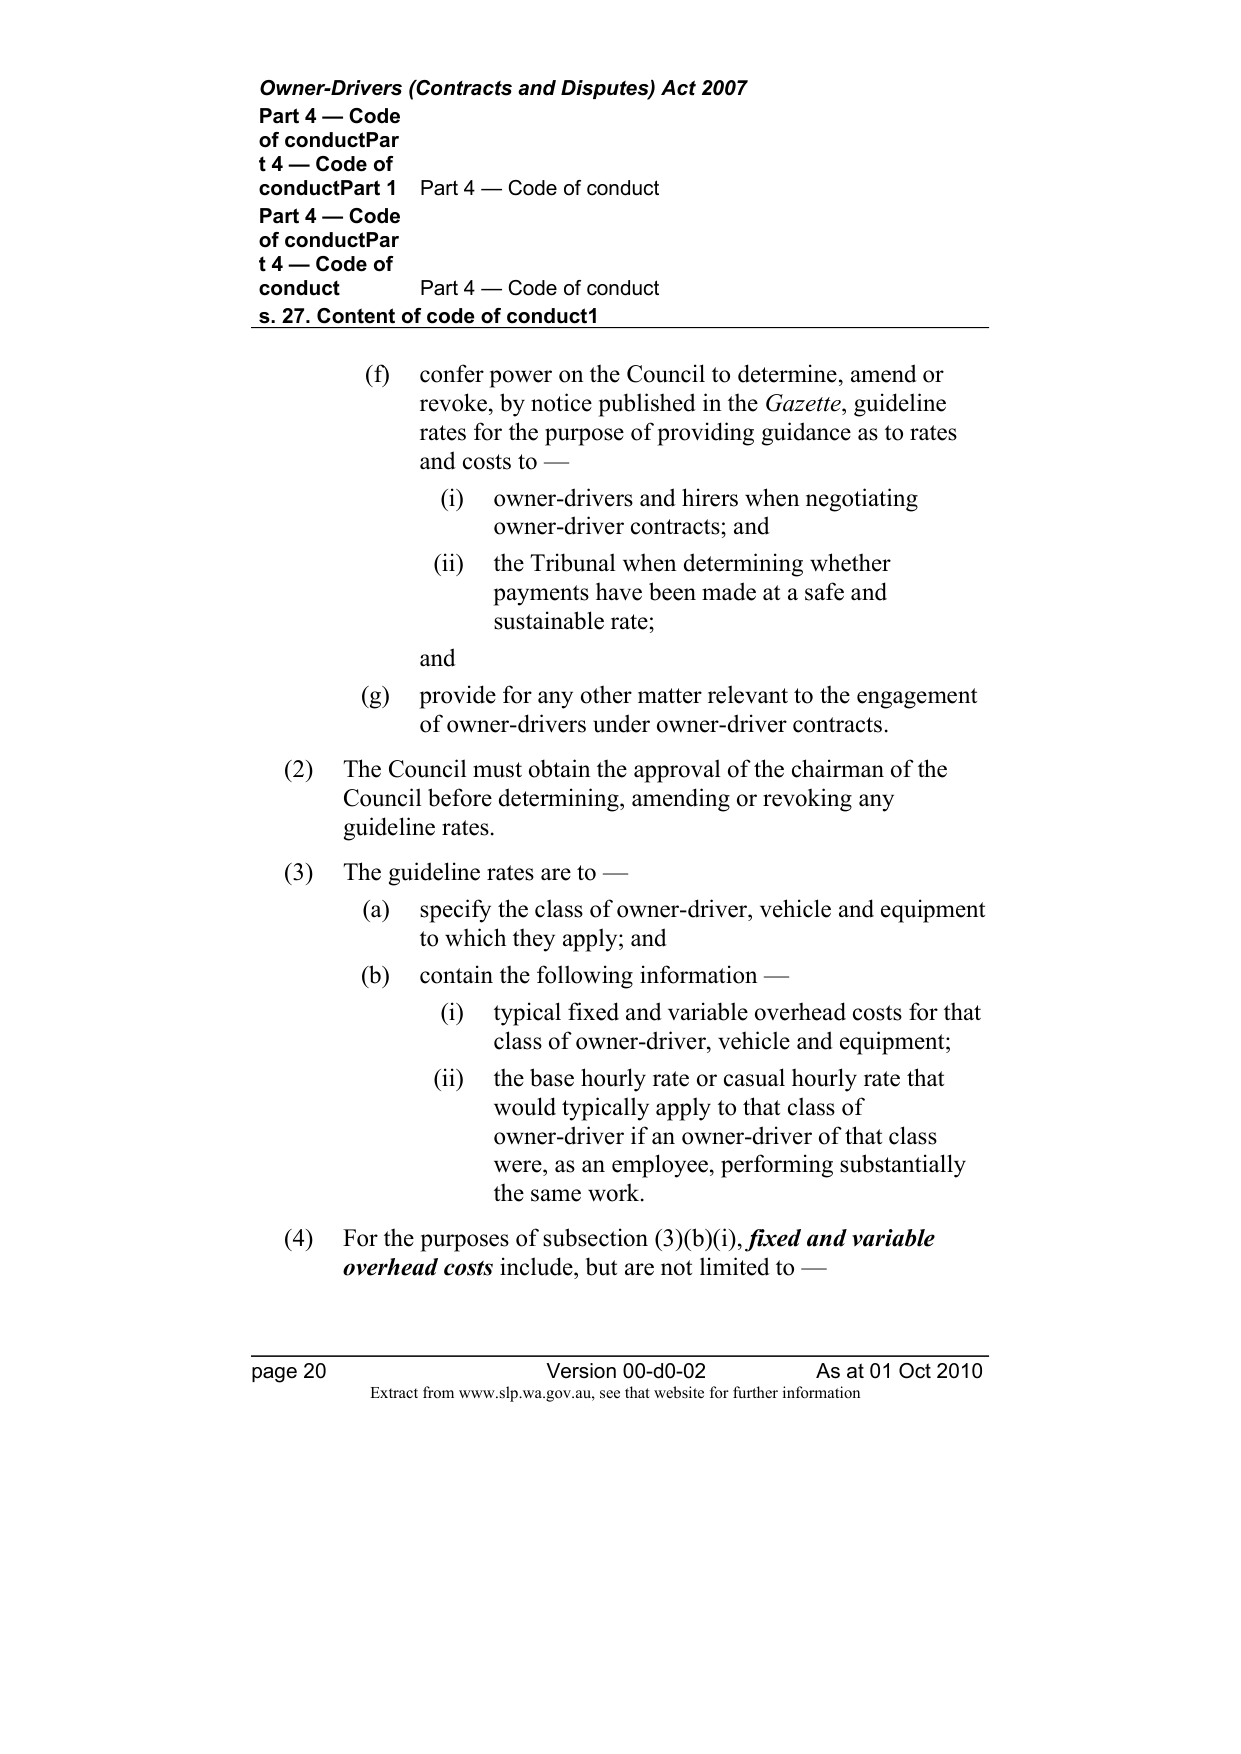 Owner-Drivers (Contracts and Disputes) Act 2007
Part 4 — Code
of conductPar
t 4 — Code of
conductPart 1 Part 4 — Code of conduct
Part 4 — Code
of conductPar
t 4 — Code of
conduct Part 4 — Code of conduct
s. 27. Content of code of conduct1
(f) confer power on the Council to determine, amend or
revoke, by notice published in the Gazette, guideline
rates for the purpose of providing guidance as to rates
and costs to —
(i) owner-drivers and hirers when negotiating
owner-driver contracts; and
(ii) the Tribunal when determining whether
payments have been made at a safe and
sustainable rate;
and
(g) provide for any other matter relevant to the engagement
of owner-drivers under owner-driver contracts.
(2) The Council must obtain the approval of the chairman of the
Council before determining, amending or revoking any
guideline rates.
(3) The guideline rates are to —
(a) specify the class of owner-driver, vehicle and equipment
to which they apply; and
(b) contain the following information —
(i) typical fixed and variable overhead costs for that
class of owner-driver, vehicle and equipment;
(ii) the base hourly rate or casual hourly rate that
would typically apply to that class of
owner-driver if an owner-driver of that class
were, as an employee, performing substantially
the same work.
(4) For the purposes of subsection (3)(b)(i), fixed and variable
overhead costs include, but are not limited to —
page 20 Version 00-d0-02 As at 01 Oct 2010
Extract from www.slp.wa.gov.au, see that website for further information